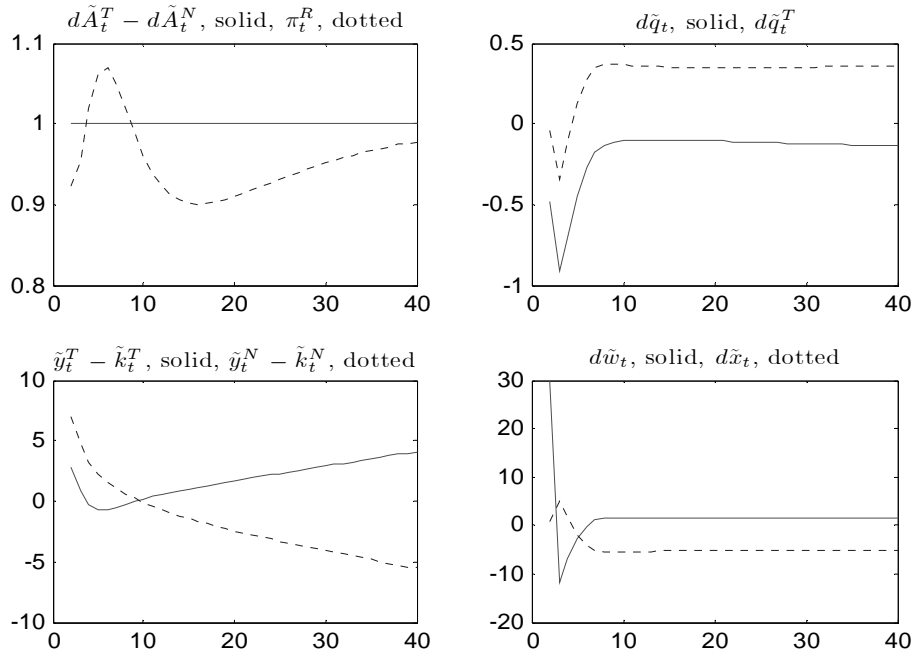 dÃ_t^T − dÃ_t^N, solid, π_t^R, dotted
1.1
1
0.9
0.8
0 10 20 30 40
dq̃_t, solid, dq̃_t^T
0.5
0
-0.5
-1
0 10 20 30 40
ỹ_t^T − k̃_t^T, solid, ỹ_t^N − k̃_t^N, dotted
10
5
0
-5
-10
0 10 20 30 40
dw̃_t, solid, dx̃_t, dotted
30
20
10
0
-10
-20
0 10 20 30 40